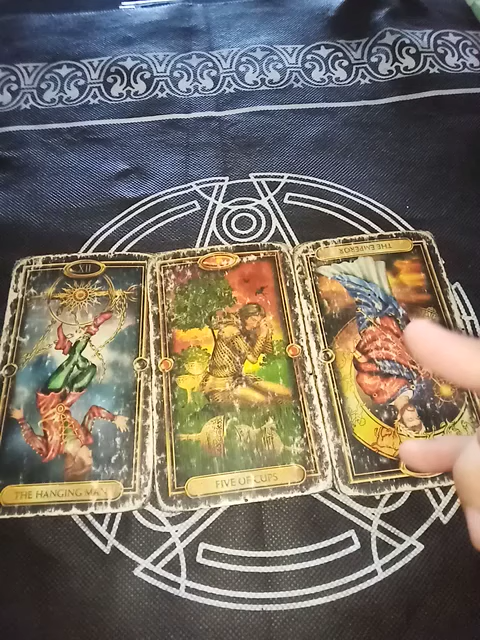 XII
THE HANGING MAN
FIVE OF CUPS
THE EMPEROR